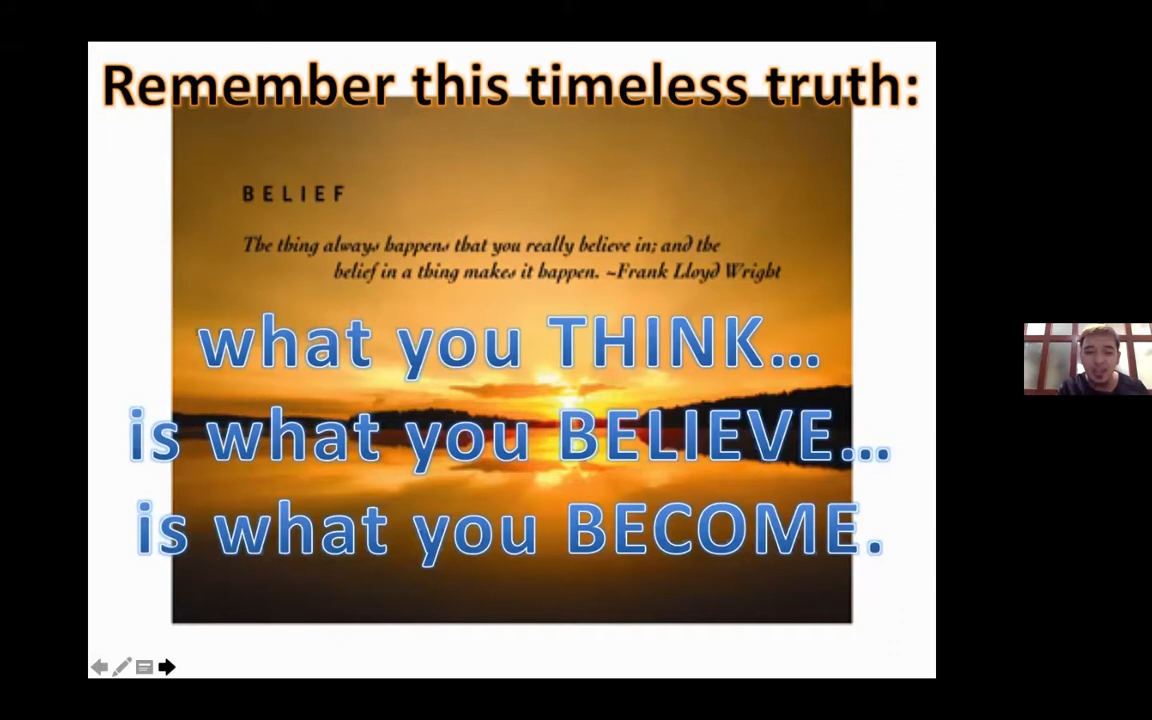 Remember this timeless truth:
BELIEF
The thing always happens that you really believe in; and the
belief in a thing makes it happen. ~Frank Lloyd Wright
what you THINK...
is what you BELIEVE...
is what you BECOME.